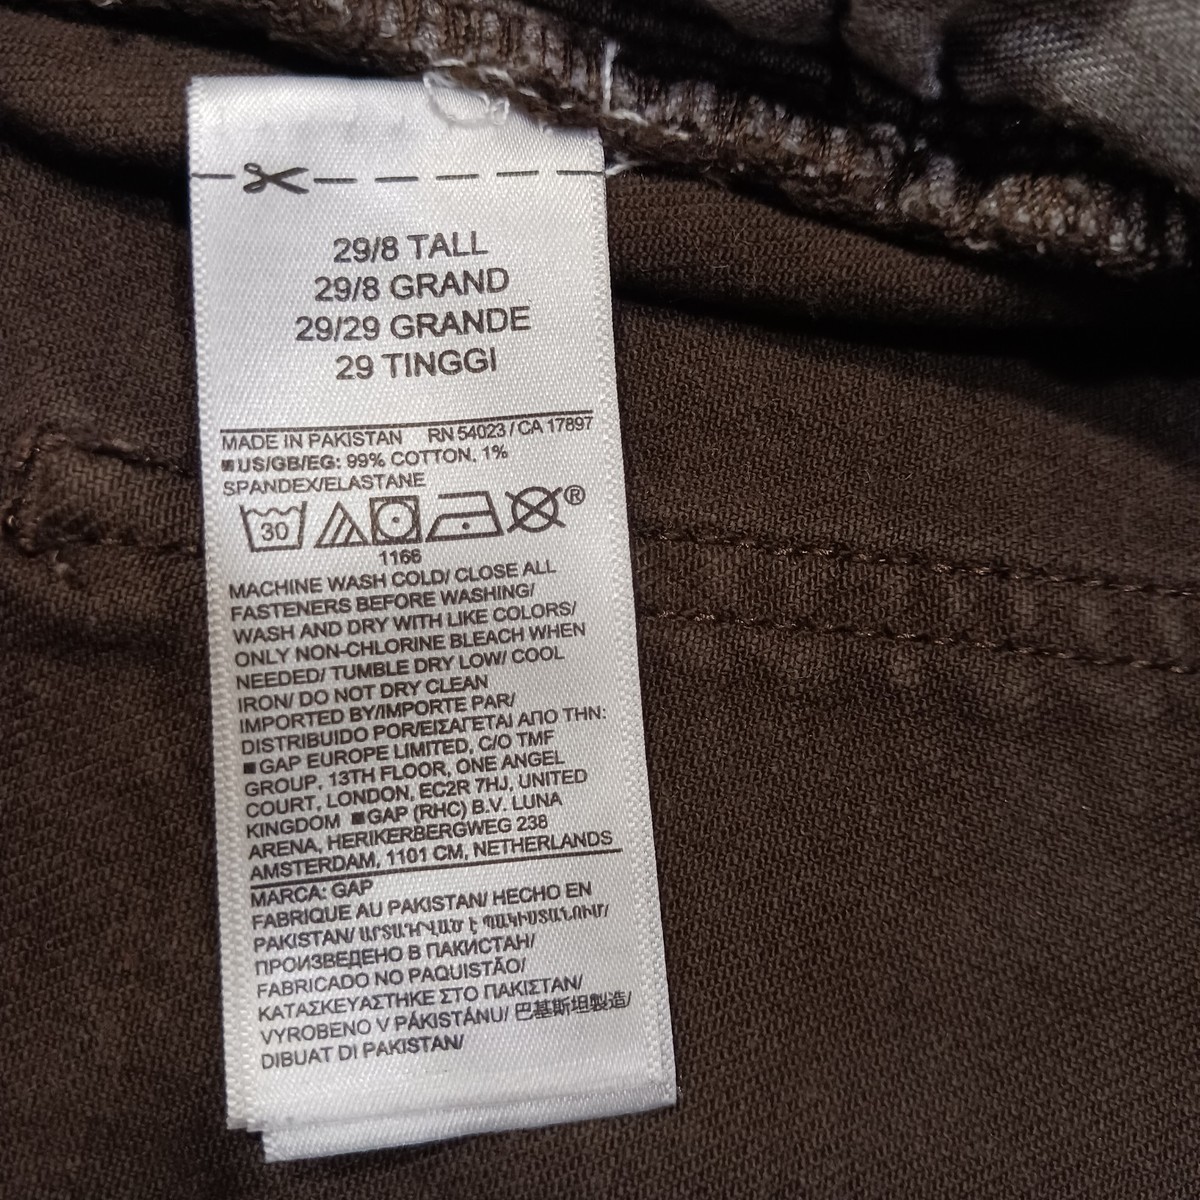 29/8 TALL
29/8 GRAND
29/29 GRANDE
29 TINGGI
MADE IN PAKISTAN RN 54023 / CA 17897
■US/GB/EG: 99% COTTON, 1%
SPANDEX/ELASTANE
30 ®
1166
MACHINE WASH COLD/ CLOSE ALL
FASTENERS BEFORE WASHING/
WASH AND DRY WITH LIKE COLORS/
ONLY NON-CHLORINE BLEACH WHEN
NEEDED/ TUMBLE DRY LOW/ COOL
IRON/ DO NOT DRY CLEAN
IMPORTED BY/IMPORTE PAR/
DISTRIBUIDO POR/ΕΙΣΑΓΕΤΑΙ ΑΠΟ ΤΗΝ:
■GAP EUROPE LIMITED, C/O TMF
GROUP, 13TH FLOOR, ONE ANGEL
COURT, LONDON, EC2R 7HJ, UNITED
KINGDOM ■GAP (RHC) B.V. LUNA
ARENA, HERIKERBERGWEG 238
AMSTERDAM, 1101 CM, NETHERLANDS
MARCA: GAP
FABRIQUE AU PAKISTAN/ HECHO EN
PAKISTAN/ ԱՐՏԱԴՐՎԱԾ Է ՊԱԿԻՍՏԱՆՈՒՄ/
ПРОИЗВЕДЕНО В ПАКИСТАН/
FABRICADO NO PAQUISTÃO/
ΚΑΤΑΣΚΕΥΑΣΤΗΚΕ ΣΤΟ ΠΑΚΙΣΤΑΝ/
VYROBENO V PÁKISTÁNU/ 巴基斯坦製造/
DIBUAT DI PAKISTAN/